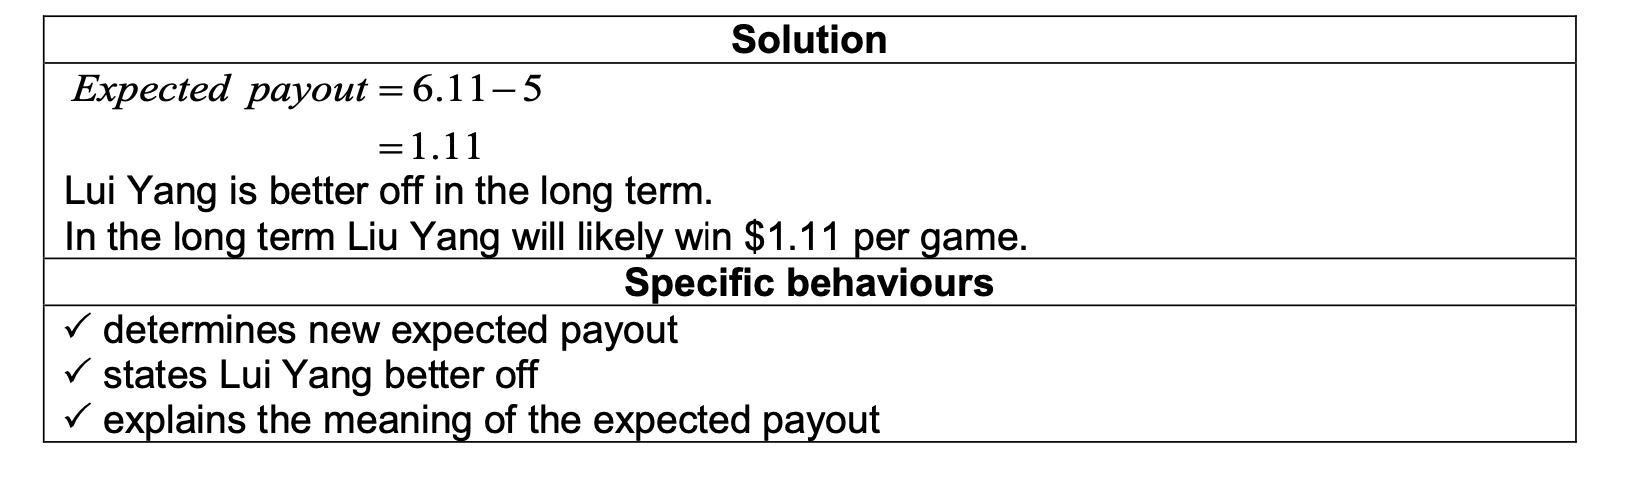 Solution
Expected payout = 6.11 – 5
= 1.11
Lui Yang is better off in the long term.
In the long term Liu Yang will likely win $1.11 per game.
Specific behaviours
✓ determines new expected payout
✓ states Lui Yang better off
✓ explains the meaning of the expected payout